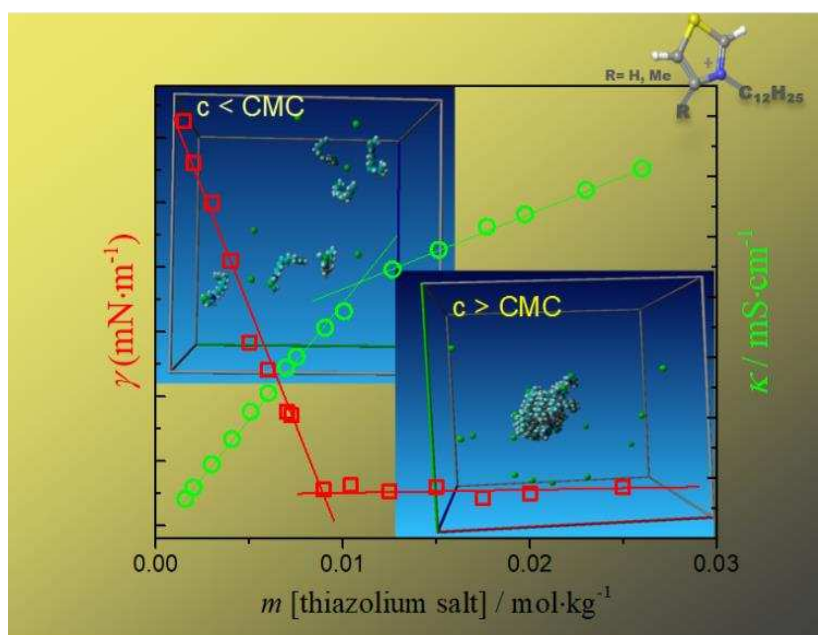 R= H, Me
+
C₁₂H₂₅
R
c < CMC
c > CMC
γ (mN·m⁻¹)
κ / mS·cm⁻¹
0.00 0.01 0.02 0.03
m [thiazolium salt] / mol·kg⁻¹